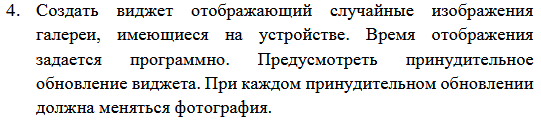 4. Создать виджет отображающий случайные изображения
галереи, имеющиеся на устройстве. Время отображения
задается программно. Предусмотреть принудительное
обновление виджета. При каждом принудительном обновлении
должна меняться фотография.